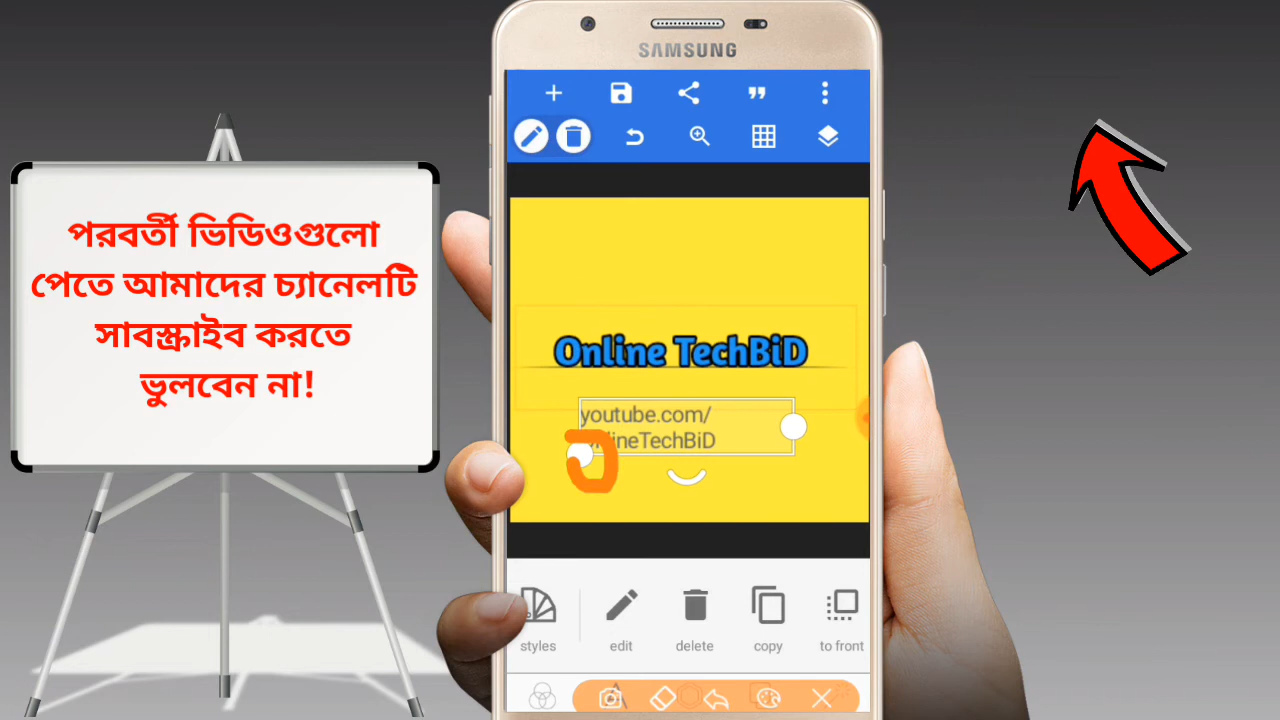 পরবর্তী ভিডিওগুলো
পেতে আমাদের চ্যানেলটি
সাবস্ক্রাইব করতে
ভুলবেন না!
SAMSUNG
Online TechBiD
youtube.com/
OnlineTechBiD
styles
edit
delete
copy
to front